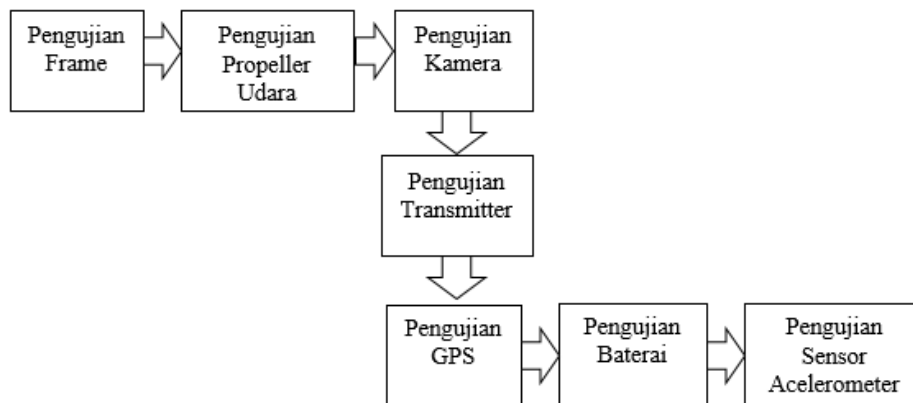 Pengujian
Frame
Pengujian
Propeller
Udara
Pengujian
Kamera
Pengujian
Transmitter
Pengujian
GPS
Pengujian
Baterai
Pengujian
Sensor
Acelerometer